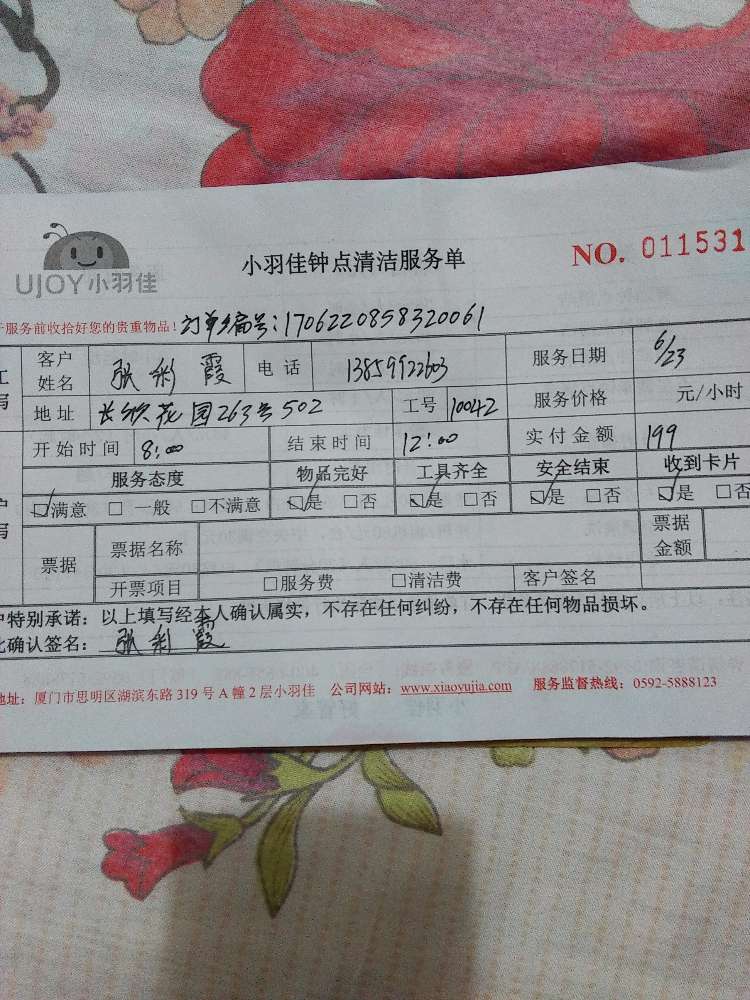 UJOY小羽佳
小羽佳钟点清洁服务单
NO. 011531
服务前收拾好您的贵重物品!订单编号:1706220858320061
客户姓名 张彩霞 电话 13859922603 服务日期 6/23
地址 263号502 工号 10042 服务价格 元/小时
开始时间 8:00 结束时间 12:00 实付金额 199
服务态度 物品完好 工具齐全 安全结束 收到卡片
☑满意 □一般 □不满意 ☑是 □否 ☑是 □否 ☑是 □否 ☑是 □否
票据 票据名称 票据金额
开票项目 □服务费 □清洁费 客户签名
户特别承诺:以上填写经本人确认属实,不存在任何纠纷,不存在任何物品损坏。
确认签名:张彩霞
地址:厦门市思明区湖滨东路319号A幢2层小羽佳 公司网站:www.xiaoyujia.com 服务监督热线:0592-5888123